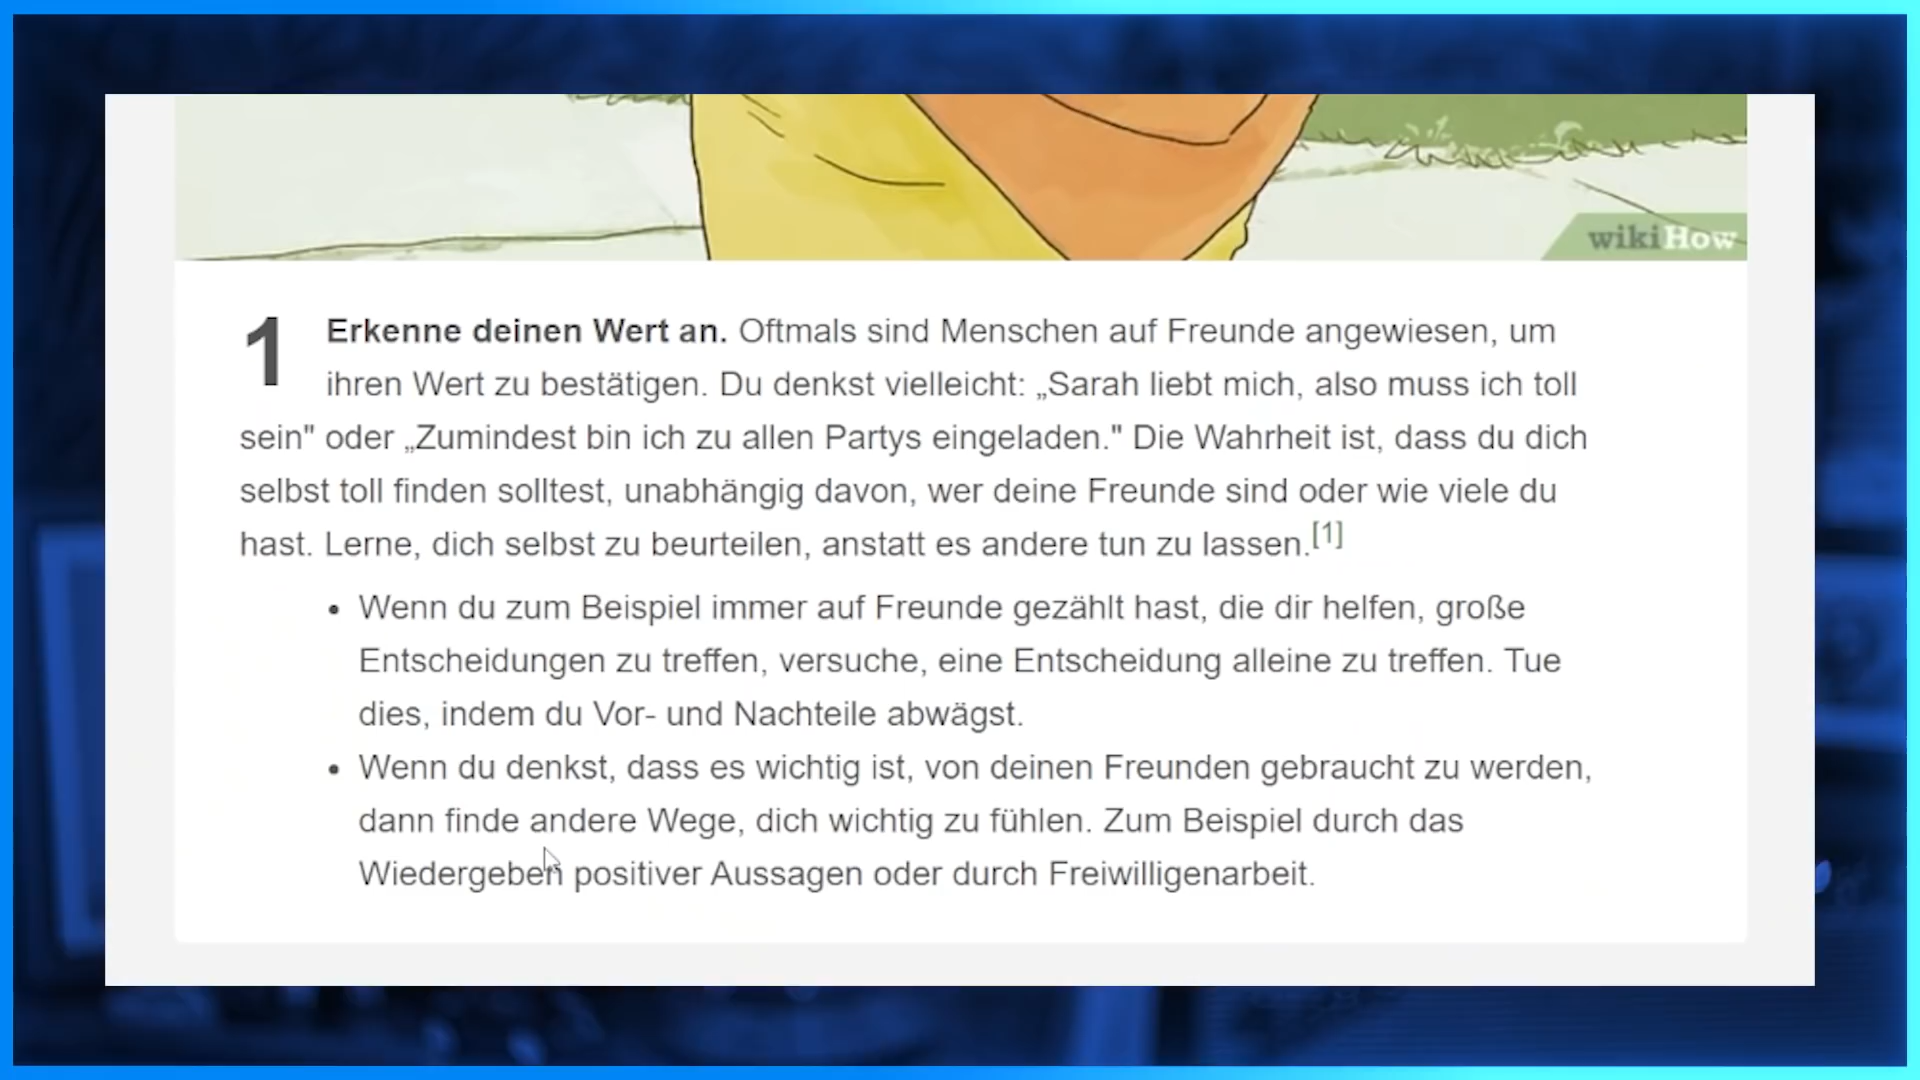 wikiHow
1 Erkenne deinen Wert an. Oftmals sind Menschen auf Freunde angewiesen, um
ihren Wert zu bestätigen. Du denkst vielleicht: „Sarah liebt mich, also muss ich toll
sein" oder „Zumindest bin ich zu allen Partys eingeladen." Die Wahrheit ist, dass du dich
selbst toll finden solltest, unabhängig davon, wer deine Freunde sind oder wie viele du
hast. Lerne, dich selbst zu beurteilen, anstatt es andere tun zu lassen.[1]
• Wenn du zum Beispiel immer auf Freunde gezählt hast, die dir helfen, große
Entscheidungen zu treffen, versuche, eine Entscheidung alleine zu treffen. Tue
dies, indem du Vor- und Nachteile abwägst.
• Wenn du denkst, dass es wichtig ist, von deinen Freunden gebraucht zu werden,
dann finde andere Wege, dich wichtig zu fühlen. Zum Beispiel durch das
Wiedergeben positiver Aussagen oder durch Freiwilligenarbeit.